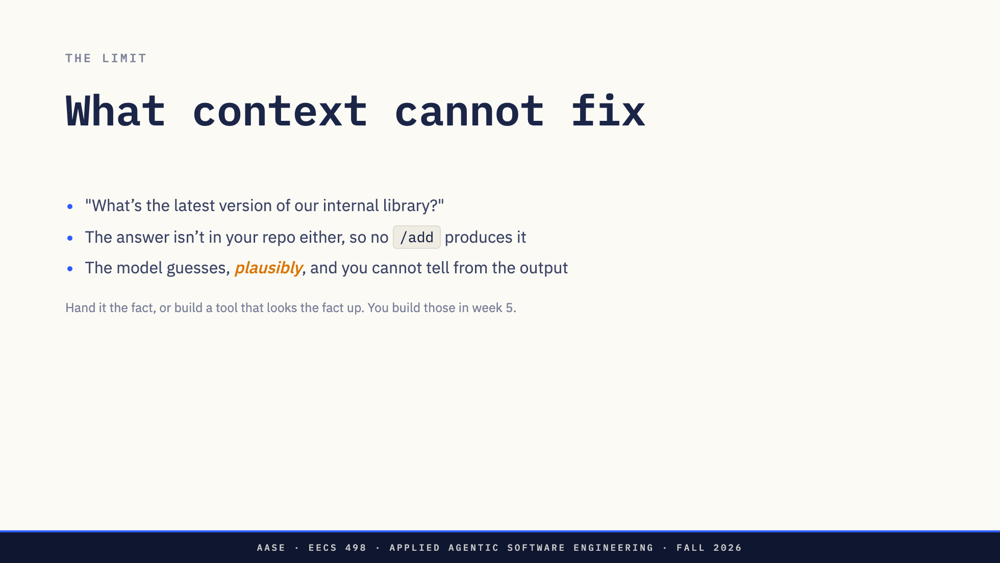 THE LIMIT
What context cannot fix
"What’s the latest version of our internal library?"
The answer isn’t in your repo either, so no /add produces it
The model guesses, plausibly, and you cannot tell from the output
Hand it the fact, or build a tool that looks the fact up. You build those in week 5.
AASE · EECS 498 · APPLIED AGENTIC SOFTWARE ENGINEERING · FALL 2026